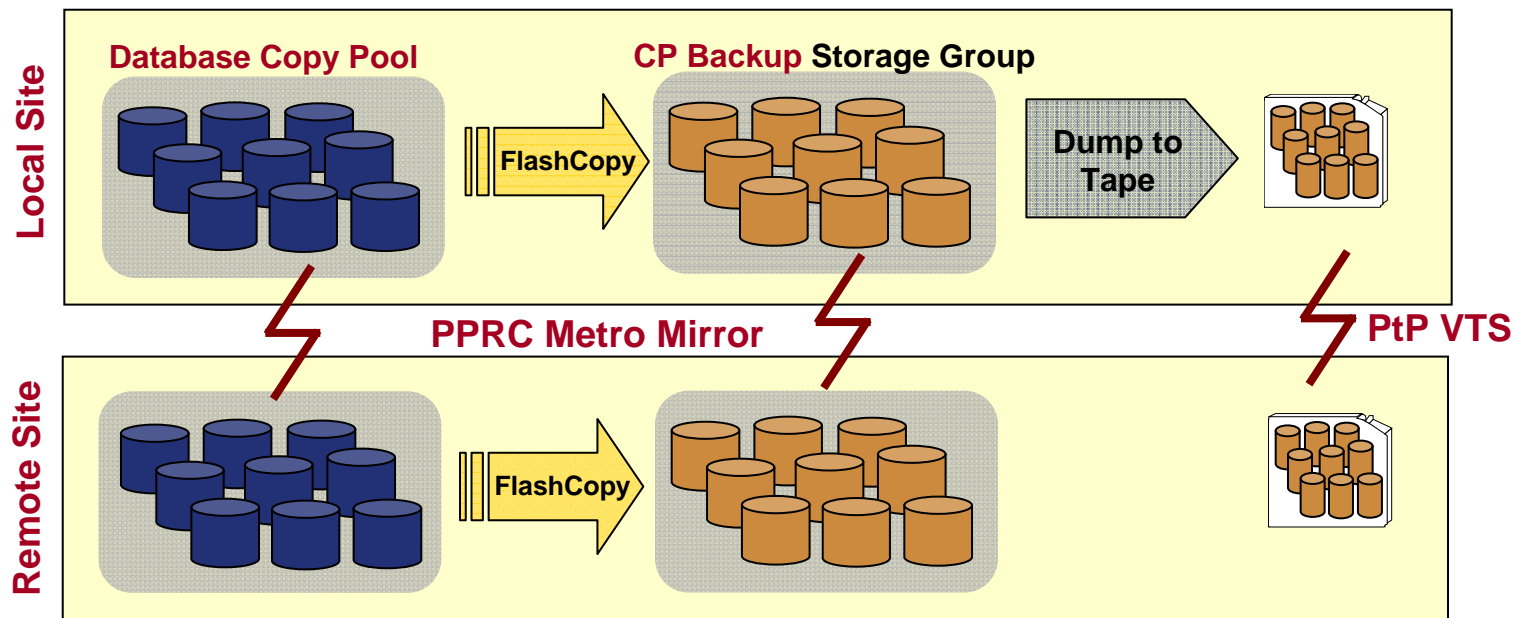 Local Site
Database Copy Pool
CP Backup Storage Group
FlashCopy
Dump to
Tape
PPRC Metro Mirror
PtP VTS
Remote Site
FlashCopy